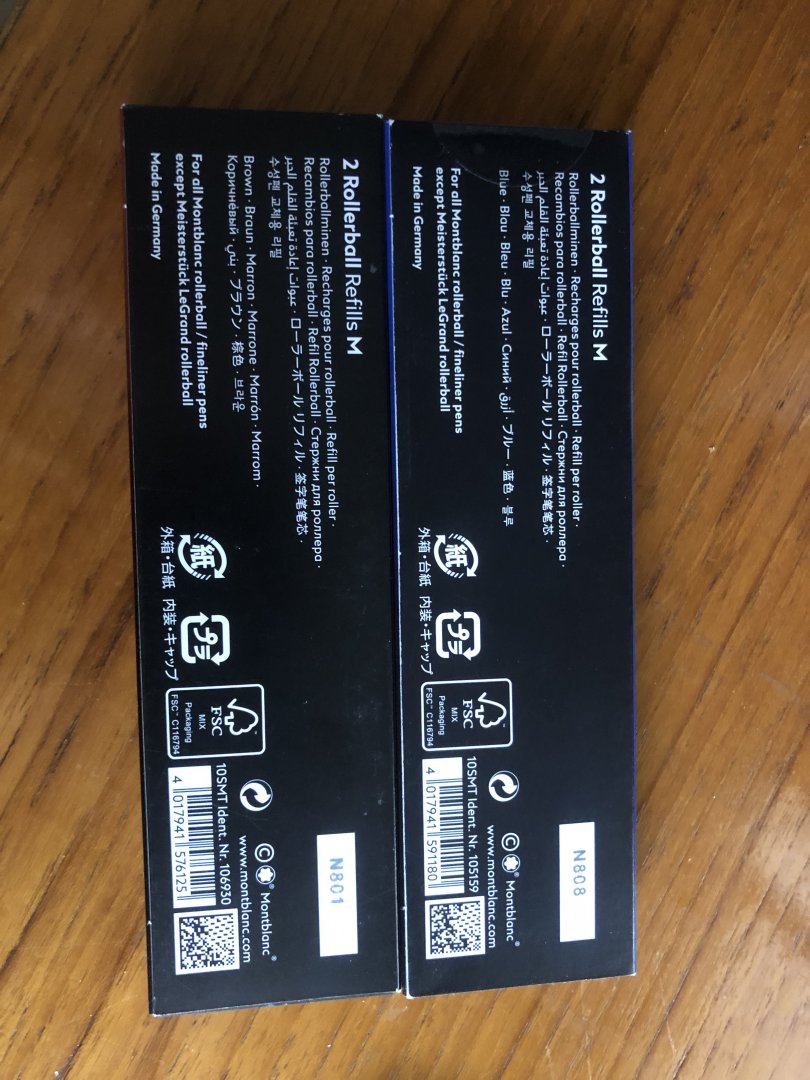 2 Rollerball Refills M
Rollerballminen · Recharges pour rollerball · Refill per roller ·
Recambios para rollerball · Refil Rollerball · Стержни для роллера ·
عبوات إعادة تعبئة القلم الحبر · ローラーボール リフィル · 签字笔笔芯 ·
수성펜 교체용 리필
Brown · Braun · Marron · Marrone · Marrón · Marrom ·
Коричнéвый · بني · ブラウン · 棕色 · 브라운
For all Montblanc rollerball / fineliner pens
except Meisterstück LeGrand rollerball
Made in Germany
紙
外箱・台紙
プラ
内装・キャップ
FSC
MIX
Packaging
FSC™ C116794
10SMT Ident. Nr. 106930
4 017941 576125
© Montblanc®
www.montblanc.com
N801
2 Rollerball Refills M
Rollerballminen · Recharges pour rollerball · Refill per roller ·
Recambios para rollerball · Refil Rollerball · Стержни для роллера ·
عبوات إعادة تعبئة القلم الحبر · ローラーボール リフィル · 签字笔笔芯 ·
수성펜 교체용 리필
Blue · Blau · Bleu · Blu · Azul · Синий · أزرق · ブルー · 蓝色 · 블루
For all Montblanc rollerball / fineliner pens
except Meisterstück LeGrand rollerball
Made in Germany
紙
外箱・台紙
プラ
内装・キャップ
FSC
MIX
Packaging
FSC™ C116794
10SMT Ident. Nr. 105159
4 017941 591180
© Montblanc®
www.montblanc.com
N808